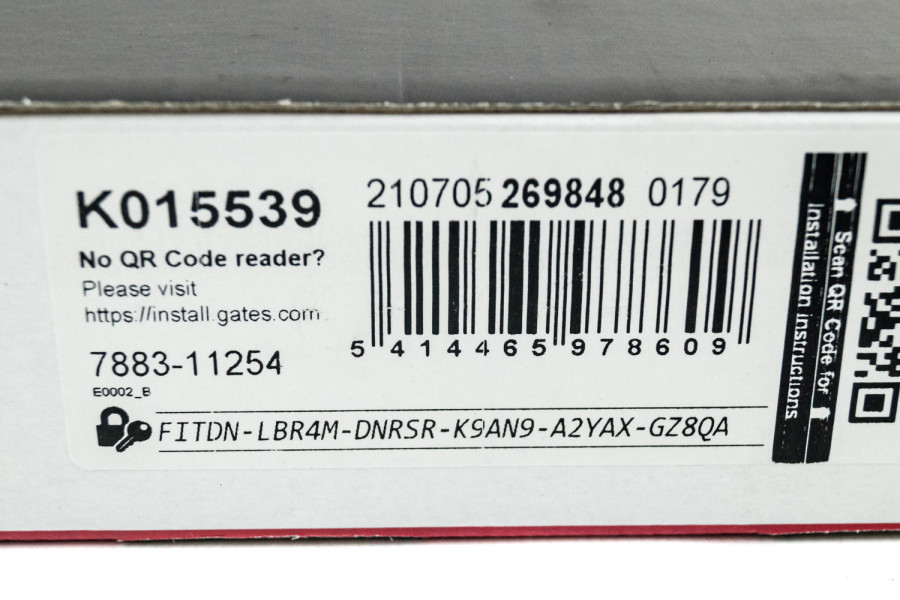 K015539
210705 269848 0179
No QR Code reader?
Please visit
https://install.gates.com
5 414465 978609
7883-11254
E0002_B
FITDN-LBR4M-DNRSR-K9AN9-A2YAX-GZ8QA
Scan QR Code for
installation instructions